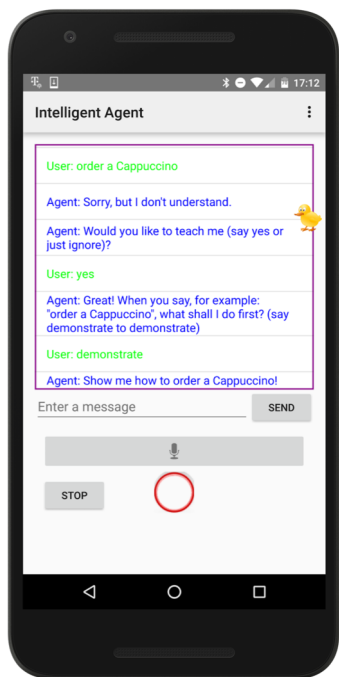 17:12
Intelligent Agent
User: order a Cappuccino
Agent: Sorry, but I don't understand.
Agent: Would you like to teach me (say yes or
just ignore)?
User: yes
Agent: Great! When you say, for example:
"order a Cappuccino", what shall I do first? (say
demonstrate to demonstrate)
User: demonstrate
Agent: Show me how to order a Cappuccino!
Enter a message
SEND
STOP